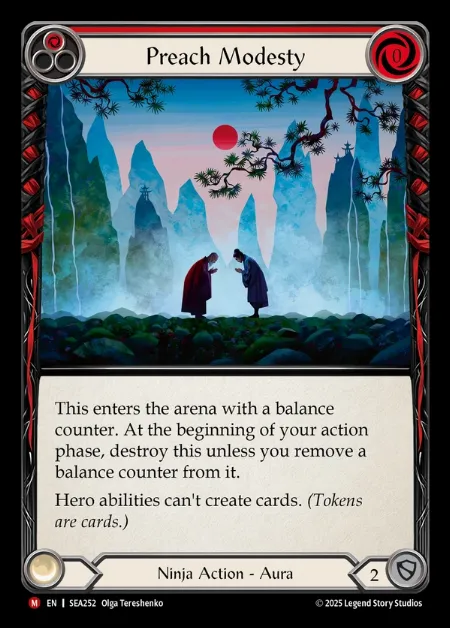 Preach Modesty
0
This enters the arena with a balance
counter. At the beginning of your action
phase, destroy this unless you remove a
balance counter from it.
Hero abilities can't create cards. (Tokens
are cards.)
Ninja Action - Aura
2
M EN | SEA252 Olga Tereshenko
© 2025 Legend Story Studios